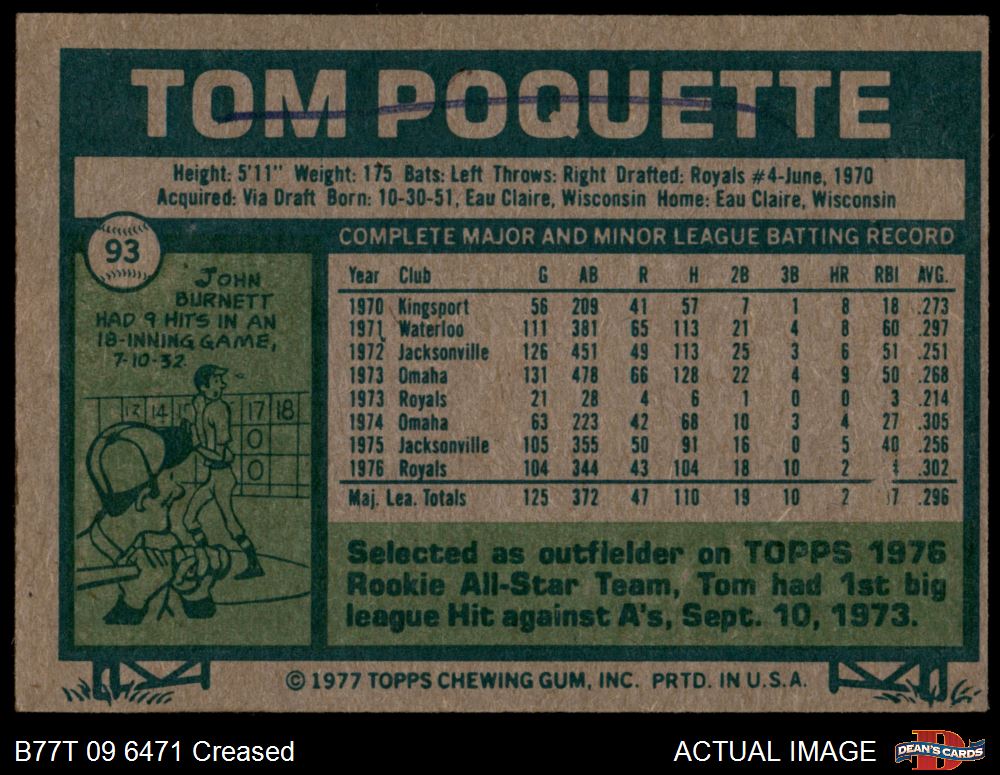 TOM POQUETTE
Height: 5'11" Weight: 175 Bats: Left Throws: Right Drafted: Royals #4-June, 1970
Acquired: Via Draft Born: 10-30-51, Eau Claire, Wisconsin Home: Eau Claire, Wisconsin
93
JOHN
BURNETT
HAD 9 HITS IN AN
18-INNING GAME,
7-10-32.
13 14 15 17 18
0
0
COMPLETE MAJOR AND MINOR LEAGUE BATTING RECORD
Year Club G AB R H 2B 3B HR RBI AVG.
1970 Kingsport 56 209 41 57 7 1 8 18 .273
1971 Waterloo 111 381 65 113 21 4 8 60 .297
1972 Jacksonville 126 451 49 113 25 3 6 51 .251
1973 Omaha 131 478 66 128 22 4 9 50 .268
1973 Royals 21 28 4 6 1 0 0 3 .214
1974 Omaha 63 223 42 68 10 3 4 27 .305
1975 Jacksonville 105 355 50 91 16 0 5 40 .256
1976 Royals 104 344 43 104 18 10 2 .302
Maj. Lea. Totals 125 372 47 110 19 10 2 7 .296
Selected as outfielder on TOPPS 1976
Rookie All-Star Team, Tom had 1st big
league Hit against A's, Sept. 10, 1973.
© 1977 TOPPS CHEWING GUM, INC. PRTD. IN U.S.A.
B77T 09 6471 Creased
ACTUAL IMAGE
D
DEAN'S CARDS